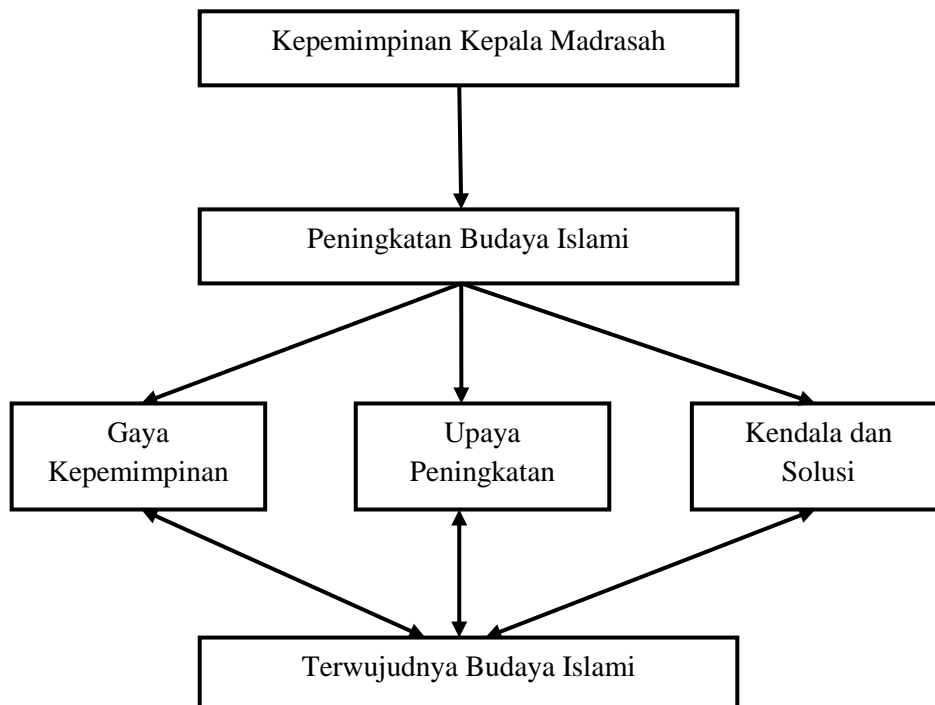 Kepemimpinan Kepala Madrasah
Peningkatan Budaya Islami
Gaya
Kepemimpinan
Upaya
Peningkatan
Kendala dan
Solusi
Terwujudnya Budaya Islami